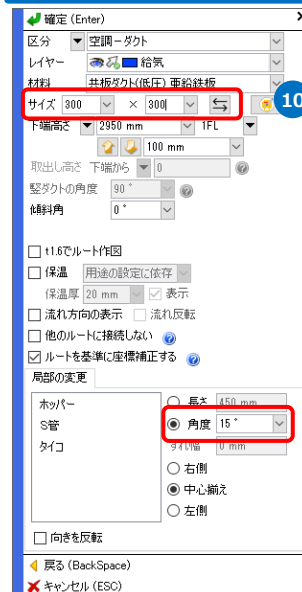 確定 (Enter)
区分 空調－ダクト
レイヤー 給気
材料 共板ダクト(低圧) 亜鉛鉄板
サイズ 300 × 300 10
下端高さ 2950 mm 1FL
100 mm
取出し高さ 下端から 0
竪ダクトの角度 90 °
傾斜角 0 °
t1.6でルート作図
保温 用途の設定に依存
保温厚 20 mm 表示
流れ方向の表示 流れ反転
他のルートに接続しない
ルートを基準に座標補正する
局部の変更
ホッパー 長さ 450 mm
S管 角度 15 °
タイコ ずれ幅 0 mm
右側
中心揃え
左側
向きを反転
戻る (BackSpace)
キャンセル (ESC)